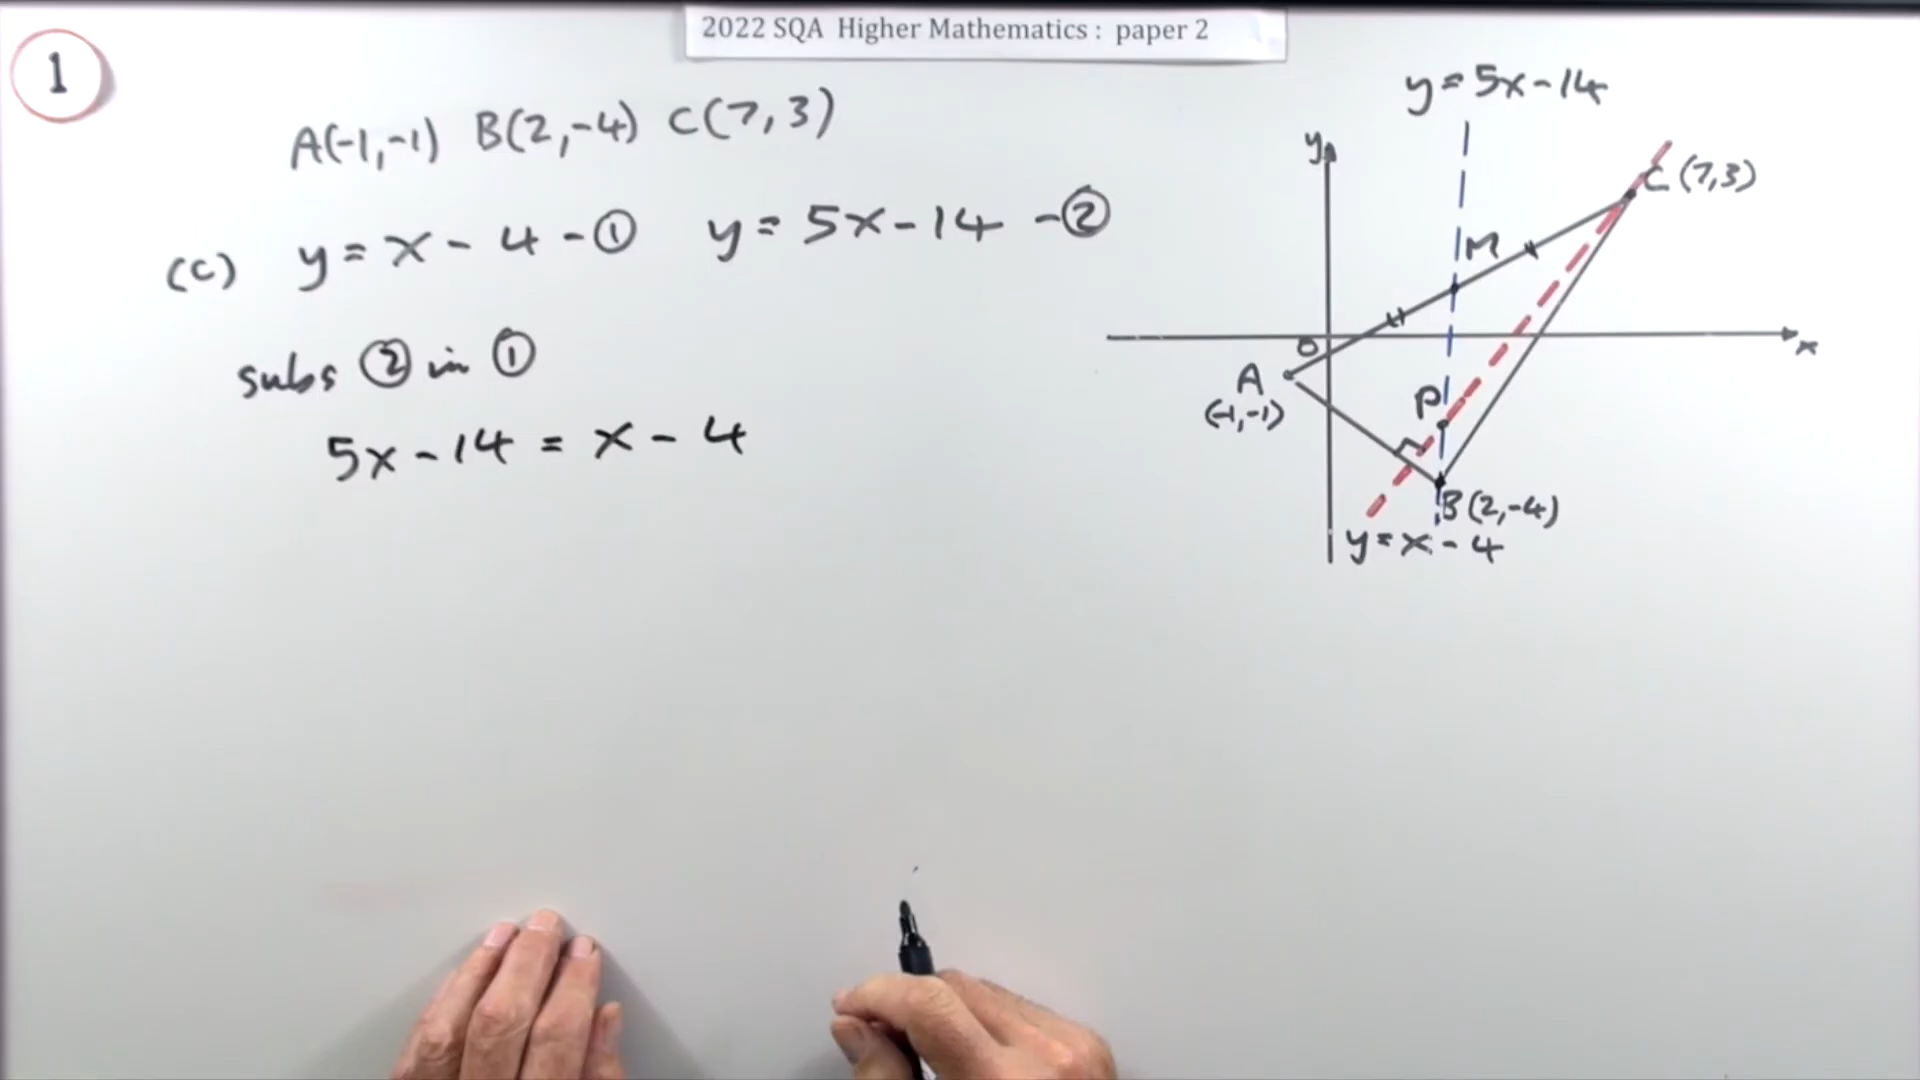 2022 SQA Higher Mathematics : paper 2
1
A(-1,-1) B(2,-4) C(7,3)
(c) y = x - 4 - ① y = 5x - 14 - ②
subs ② in ①
5x - 14 = x - 4
y = 5x - 14
y
C (7,3)
M
O
x
A
(-1,-1)
P
B (2,-4)
y = x - 4